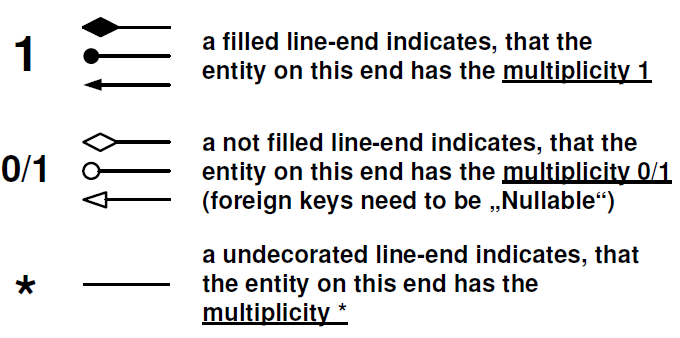 1
a filled line-end indicates, that the
entity on this end has the multiplicity 1
0/1
a not filled line-end indicates, that the
entity on this end has the multiplicity 0/1
(foreign keys need to be „Nullable“)
*
a undecorated line-end indicates, that
the entity on this end has the
multiplicity *